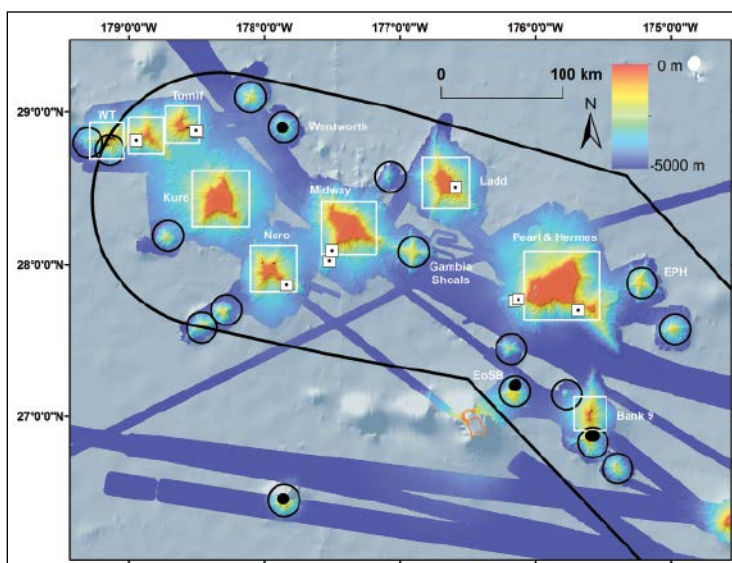 179°0'0"W
178°0'0"W
177°0'0"W
176°0'0"W
175°0'0"W
0 m
0
100 km
29°0'0"N
WT
Turnif
Wentworth
N
-5000 m
Kure
Midway
Ladd
Nero
Pearl & Hermes
28°0'0"N
Gambia
Shoals
EPH
EoSB
27°0'0"N
Bank 9